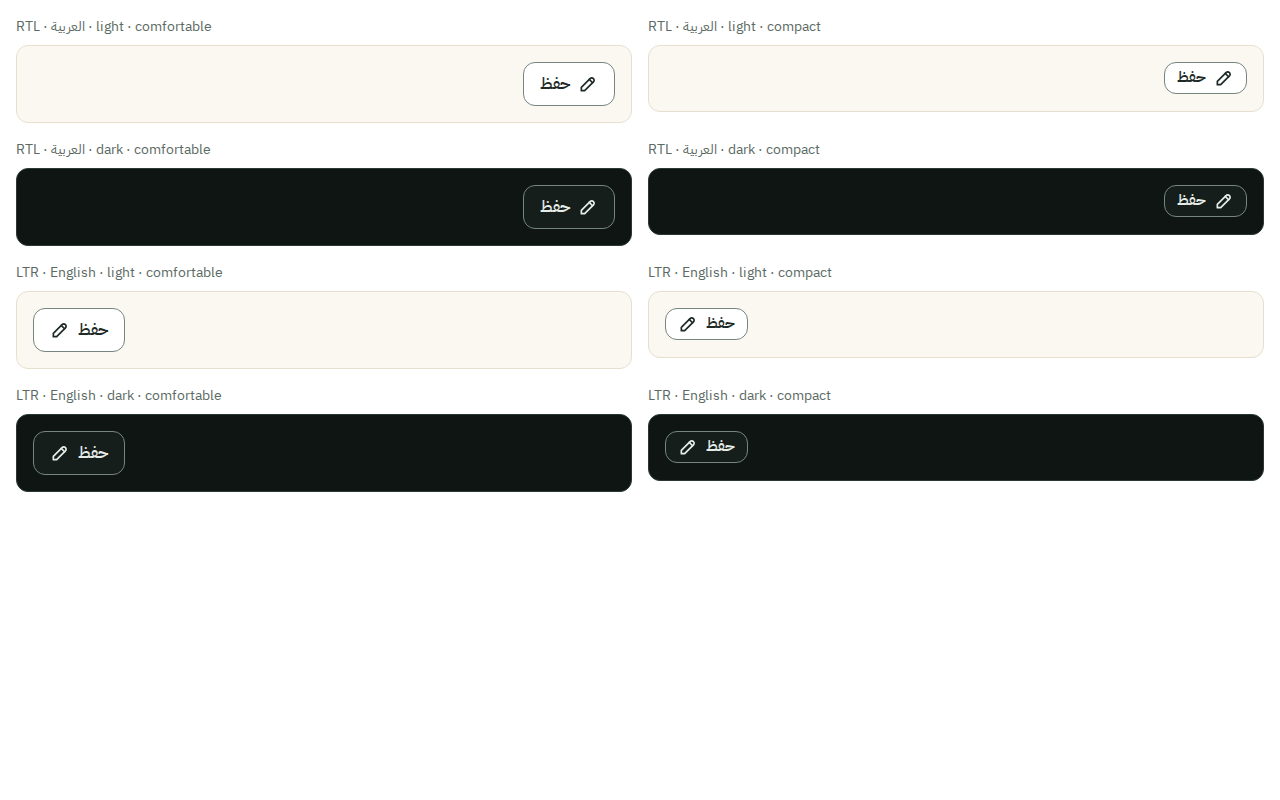 RTL · العربية · light · comfortable
حفظ
RTL · العربية · light · compact
حفظ
RTL · العربية · dark · comfortable
حفظ
RTL · العربية · dark · compact
حفظ
LTR · English · light · comfortable
حفظ
LTR · English · light · compact
حفظ
LTR · English · dark · comfortable
حفظ
LTR · English · dark · compact
حفظ